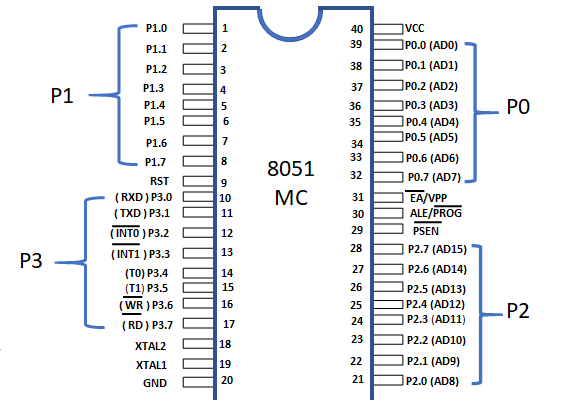 P1.0 1 40 VCC
P1.1 2 39 P0.0 (AD0)
P1.2 3 38 P0.1 (AD1)
P1.3 4 37 P0.2 (AD2)
P1 P1.4 5 36 P0.3 (AD3) P0
P1.5 6 35 P0.4 (AD4)
P1.6 7 34 P0.5 (AD5)
P1.7 8 33 P0.6 (AD6)
RST 9 8051 32 P0.7 (AD7)
(RXD) P3.0 10 MC 31 EA/VPP
(TXD) P3.1 11 30 ALE/PROG
(INT0) P3.2 12 29 PSEN
(INT1) P3.3 13 28 P2.7 (AD15)
P3 (T0) P3.4 14 27 P2.6 (AD14)
(T1) P3.5 15 26 P2.5 (AD13)
(WR) P3.6 16 25 P2.4 (AD12) P2
(RD) P3.7 17 24 P2.3 (AD11)
XTAL2 18 23 P2.2 (AD10)
XTAL1 19 22 P2.1 (AD9)
GND 20 21 P2.0 (AD8)